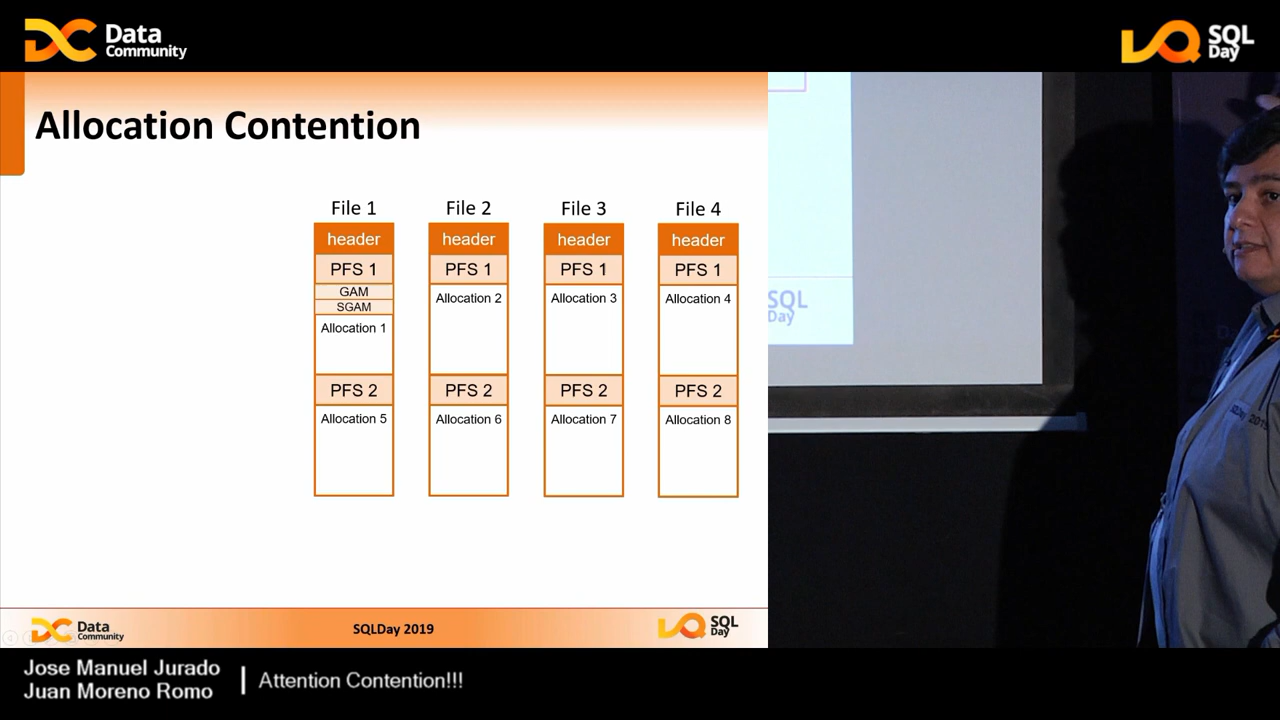 Data
Community
SQL
Day
Allocation Contention
File 1
File 2
File 3
File 4
header
header
header
header
PFS 1
PFS 1
PFS 1
PFS 1
GAM
SGAM
Allocation 1
Allocation 2
Allocation 3
Allocation 4
PFS 2
PFS 2
PFS 2
PFS 2
Allocation 5
Allocation 6
Allocation 7
Allocation 8
SQL
Day
Data
Community
SQLDay 2019
SQL
Day
Jose Manuel Jurado
Juan Moreno Romo
Attention Contention!!!